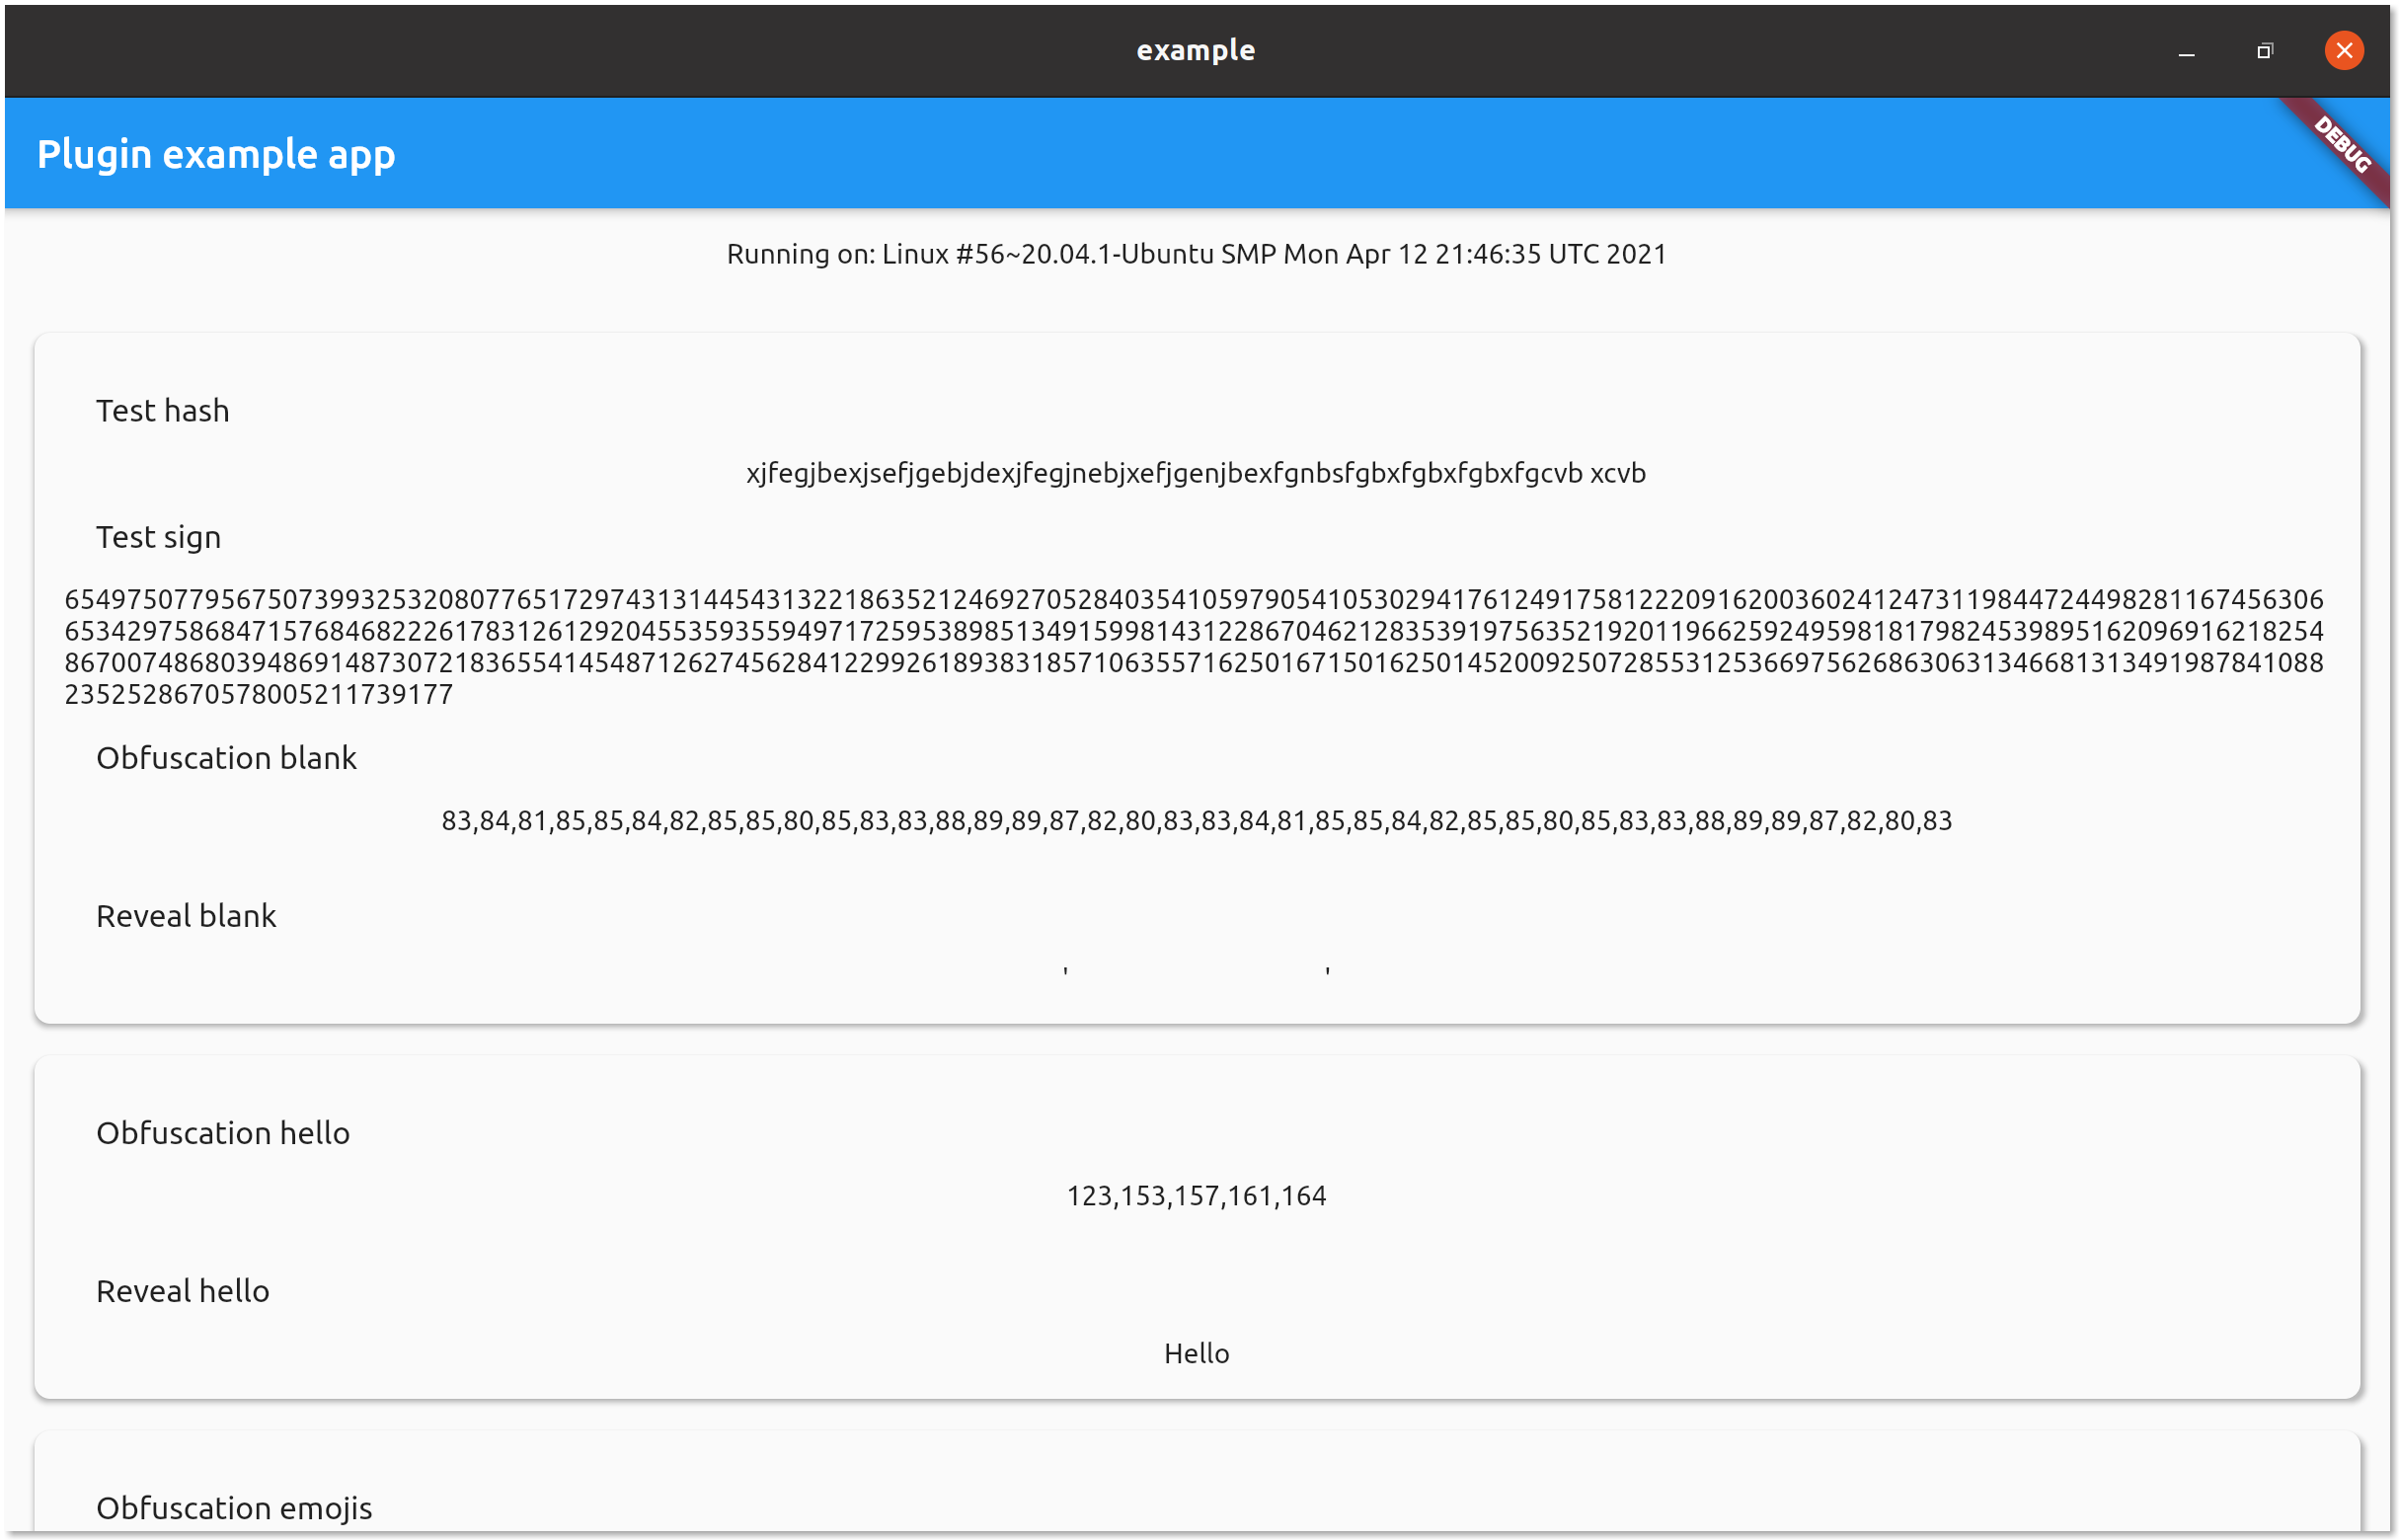 example
Plugin example app
DEBUG
Running on: Linux #56~20.04.1-Ubuntu SMP Mon Apr 12 21:46:35 UTC 2021
Test hash
xjfegjbexjsefjgebjdexjfegjnebjxefjgenjbexfgnbsfgbxfgbxfgbxfgcvb xcvb
Test sign
6549750779567507399325320807765172974313144543132218635212469270528403541059790541053029417612491758122209162003602412473119844724498281167456306
6534297586847157684682226178312612920455359355949717259538985134915998143122867046212835391975635219201196625924959818179824539895162096916218254
8670074868039486914873072183655414548712627456284122992618938318571063557162501671501625014520092507285531253669756268630631346681313491987841088
2352528670578005211739177
Obfuscation blank
83,84,81,85,85,84,82,85,85,80,85,83,83,88,89,89,87,82,80,83,83,84,81,85,85,84,82,85,85,80,85,83,83,88,89,89,87,82,80,83
Reveal blank
' '
Obfuscation hello
123,153,157,161,164
Reveal hello
Hello
Obfuscation emojis